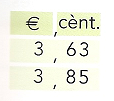 € , cènt.
3 , 63
3 , 85